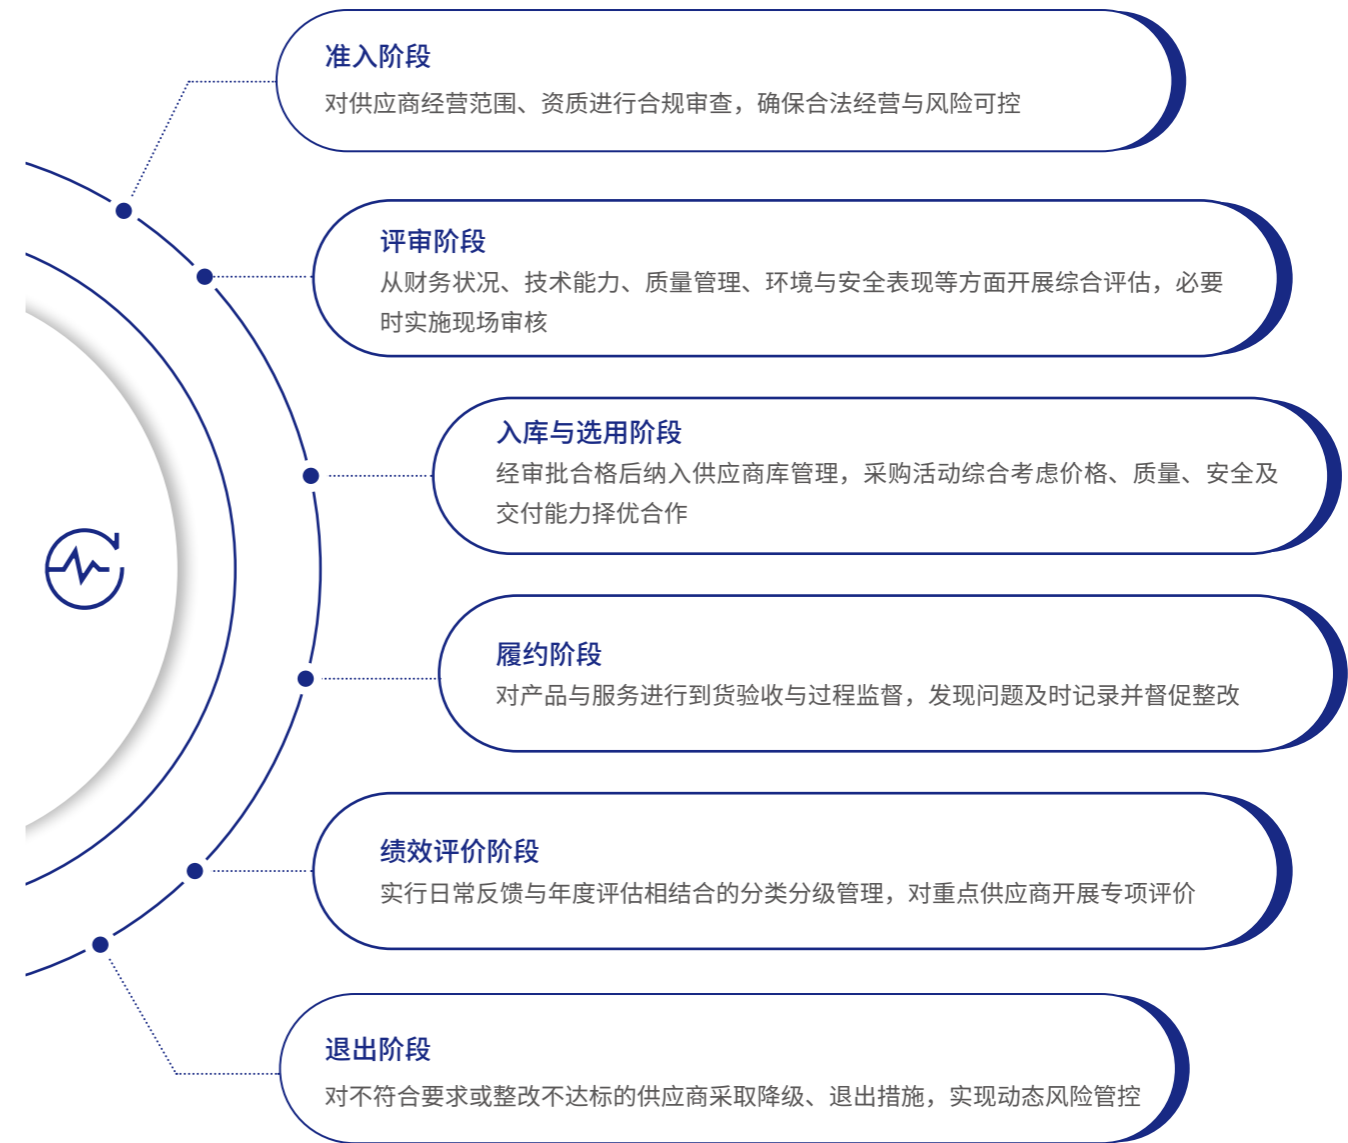 准入阶段
对供应商经营范围、资质进行合规审查，确保合法经营与风险可控
评审阶段
从财务状况、技术能力、质量管理、环境与安全表现等方面开展综合评估，必要
时实施现场审核
入库与选用阶段
经审批合格后纳入供应商库管理，采购活动综合考虑价格、质量、安全及
交付能力择优合作
履约阶段
对产品与服务进行到货验收与过程监督，发现问题及时记录并督促整改
绩效评价阶段
实行日常反馈与年度评估相结合的分类分级管理，对重点供应商开展专项评价
退出阶段
对不符合要求或整改不达标的供应商采取降级、退出措施，实现动态风险管控